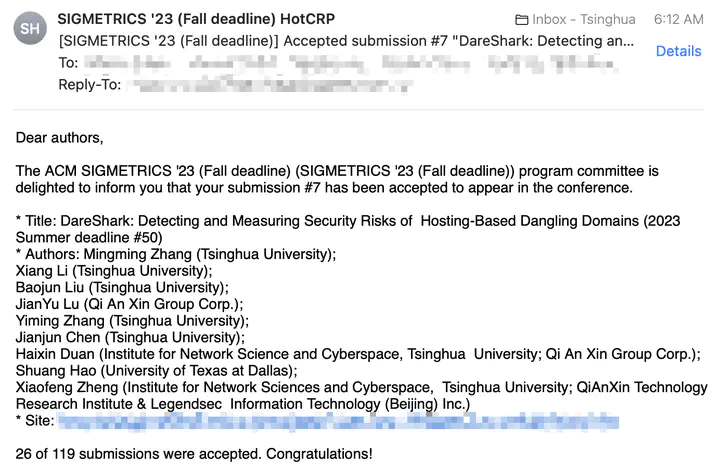 SH
SIGMETRICS '23 (Fall deadline) HotCRP
Inbox - Tsinghua
6:12 AM
[SIGMETRICS '23 (Fall deadline)] Accepted submission #7 "DareShark: Detecting an...
Details
To:
Reply-To:
Dear authors,
The ACM SIGMETRICS '23 (Fall deadline) (SIGMETRICS '23 (Fall deadline)) program committee is
delighted to inform you that your submission #7 has been accepted to appear in the conference.
* Title: DareShark: Detecting and Measuring Security Risks of  Hosting-Based Dangling Domains (2023
Summer deadline #50)
* Authors: Mingming Zhang (Tsinghua University);
Xiang Li (Tsinghua University);
Baojun Liu (Tsinghua University);
JianYu Lu (Qi An Xin Group Corp.);
Yiming Zhang (Tsinghua University);
Jianjun Chen (Tsinghua University);
Haixin Duan (Institute for Network Science and Cyberspace, Tsinghua  University; Qi An Xin Group Corp.);
Shuang Hao (University of Texas at Dallas);
Xiaofeng Zheng (Institute for Network Sciences and Cyberspace,  Tsinghua University; QiAnXin Technology
Research Institute & Legendsec  Information Technology (Beijing) Inc.)
* Site:
26 of 119 submissions were accepted. Congratulations!